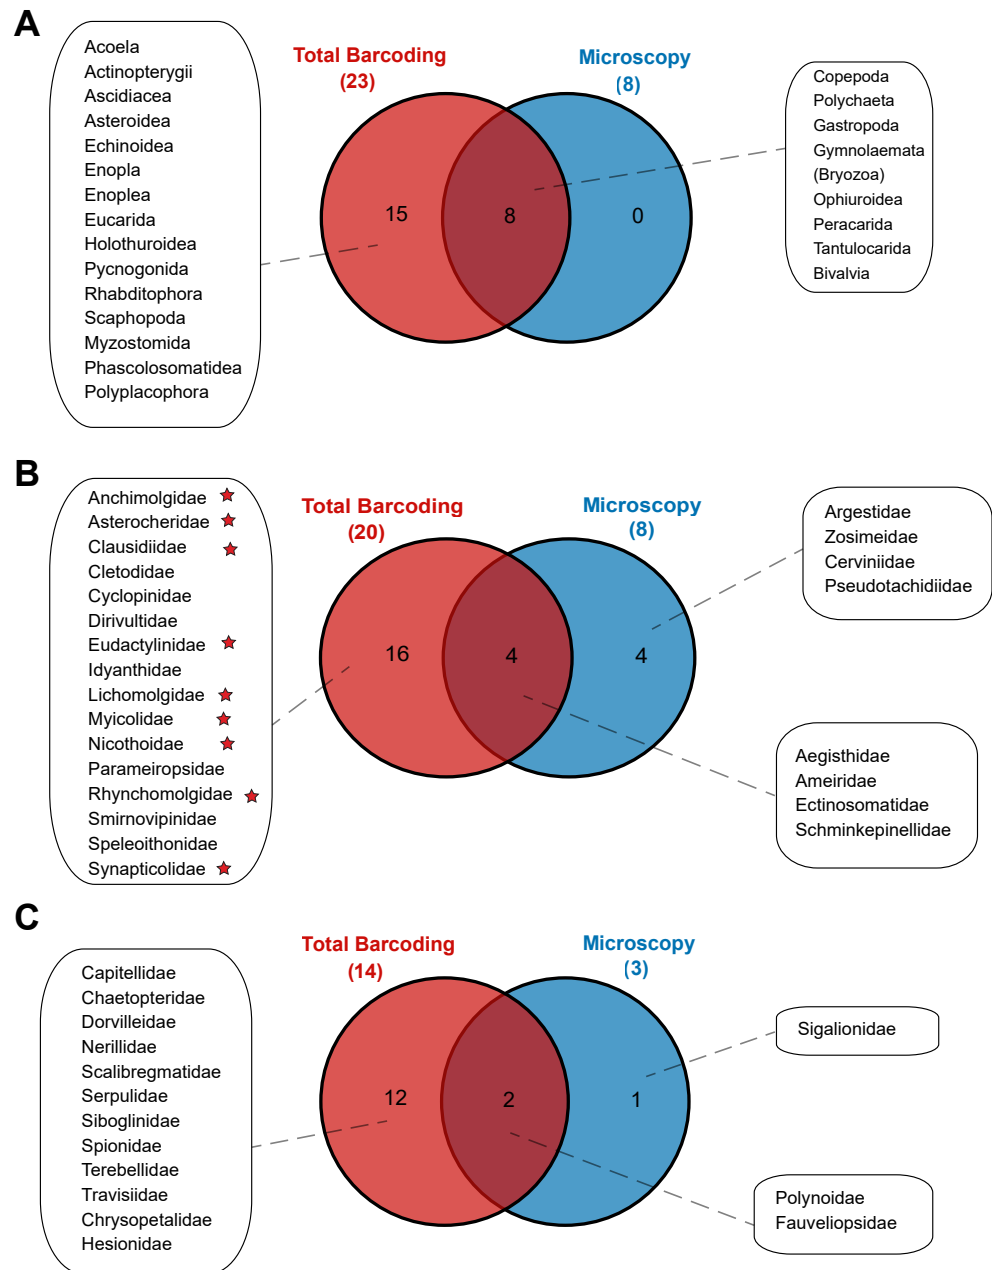 A
Acoela
Actinopterygii
Ascidiacea
Asteroidea
Echinoidea
Enopla
Enoplea
Eucarida
Holothuroidea
Pycnogonida
Rhabditophora
Scaphopoda
Myzostomida
Phascolosomatidea
Polyplacophora
Total Barcoding
(23)
Microscopy
(8)
15
8
0
Copepoda
Polychaeta
Gastropoda
Gymnolaemata
(Bryozoa)
Ophiuroidea
Peracarida
Tantulocarida
Bivalvia
B
Anchimolgidae
Asterocheridae
Clausidiidae
Cletodidae
Cyclopinidae
Dirivultidae
Eudactylinidae
Idyanthidae
Lichomolgidae
Myicolidae
Nicothoidae
Parameiropsidae
Rhynchomolgidae
Smirnovipinidae
Speleoithonidae
Synapticolidae
Total Barcoding
(20)
Microscopy
(8)
16
4
4
Argestidae
Zosimeidae
Cerviniidae
Pseudotachidiidae
Aegisthidae
Ameiridae
Ectinosomatidae
Schminkepinellidae
C
Capitellidae
Chaetopteridae
Dorvilleidae
Nerillidae
Scalibregmatidae
Serpulidae
Siboglinidae
Spionidae
Terebellidae
Travisiidae
Chrysopetalidae
Hesionidae
Total Barcoding
(14)
Microscopy
(3)
12
2
1
Sigalionidae
Polynoidae
Fauveliopsidae